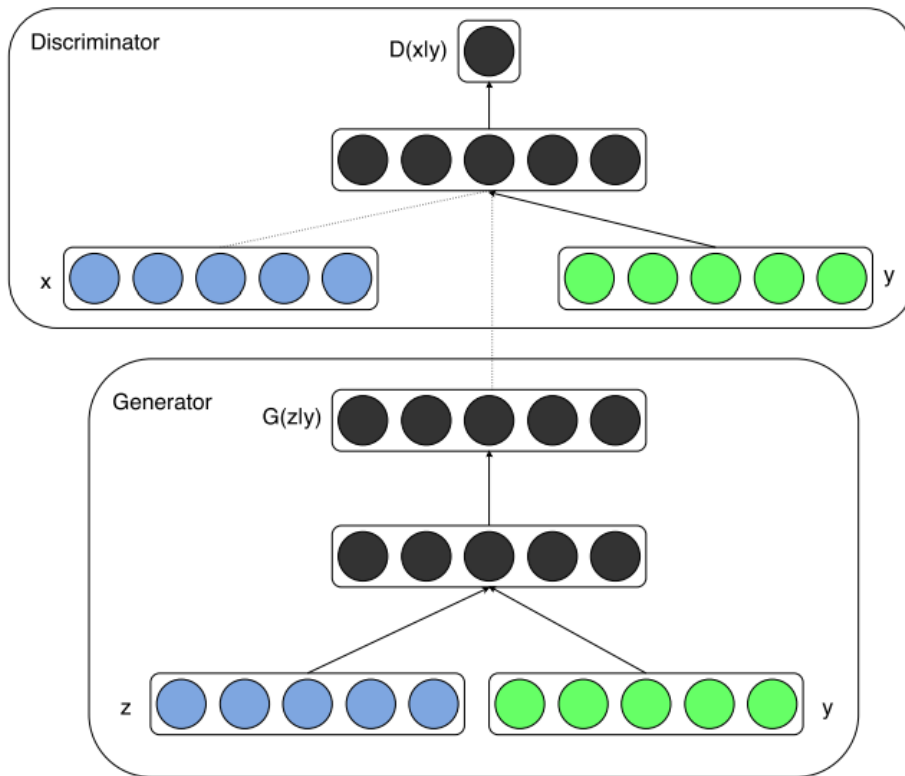 Discriminator
D(x|y)
x
y
Generator
G(z|y)
z
y